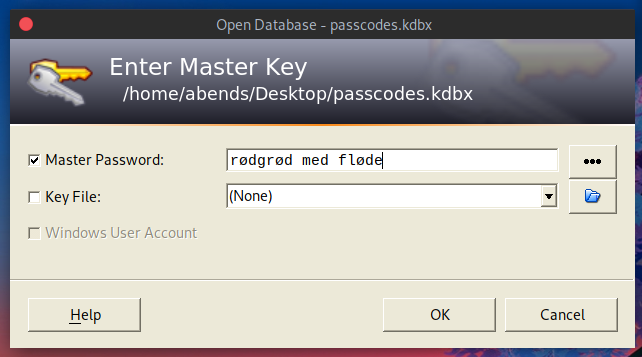 Open Database - passcodes.kdbx
Enter Master Key
/home/abends/Desktop/passcodes.kdbx
Master Password: rødgrød med fløde
Key File: (None)
Windows User Account
Help OK Cancel